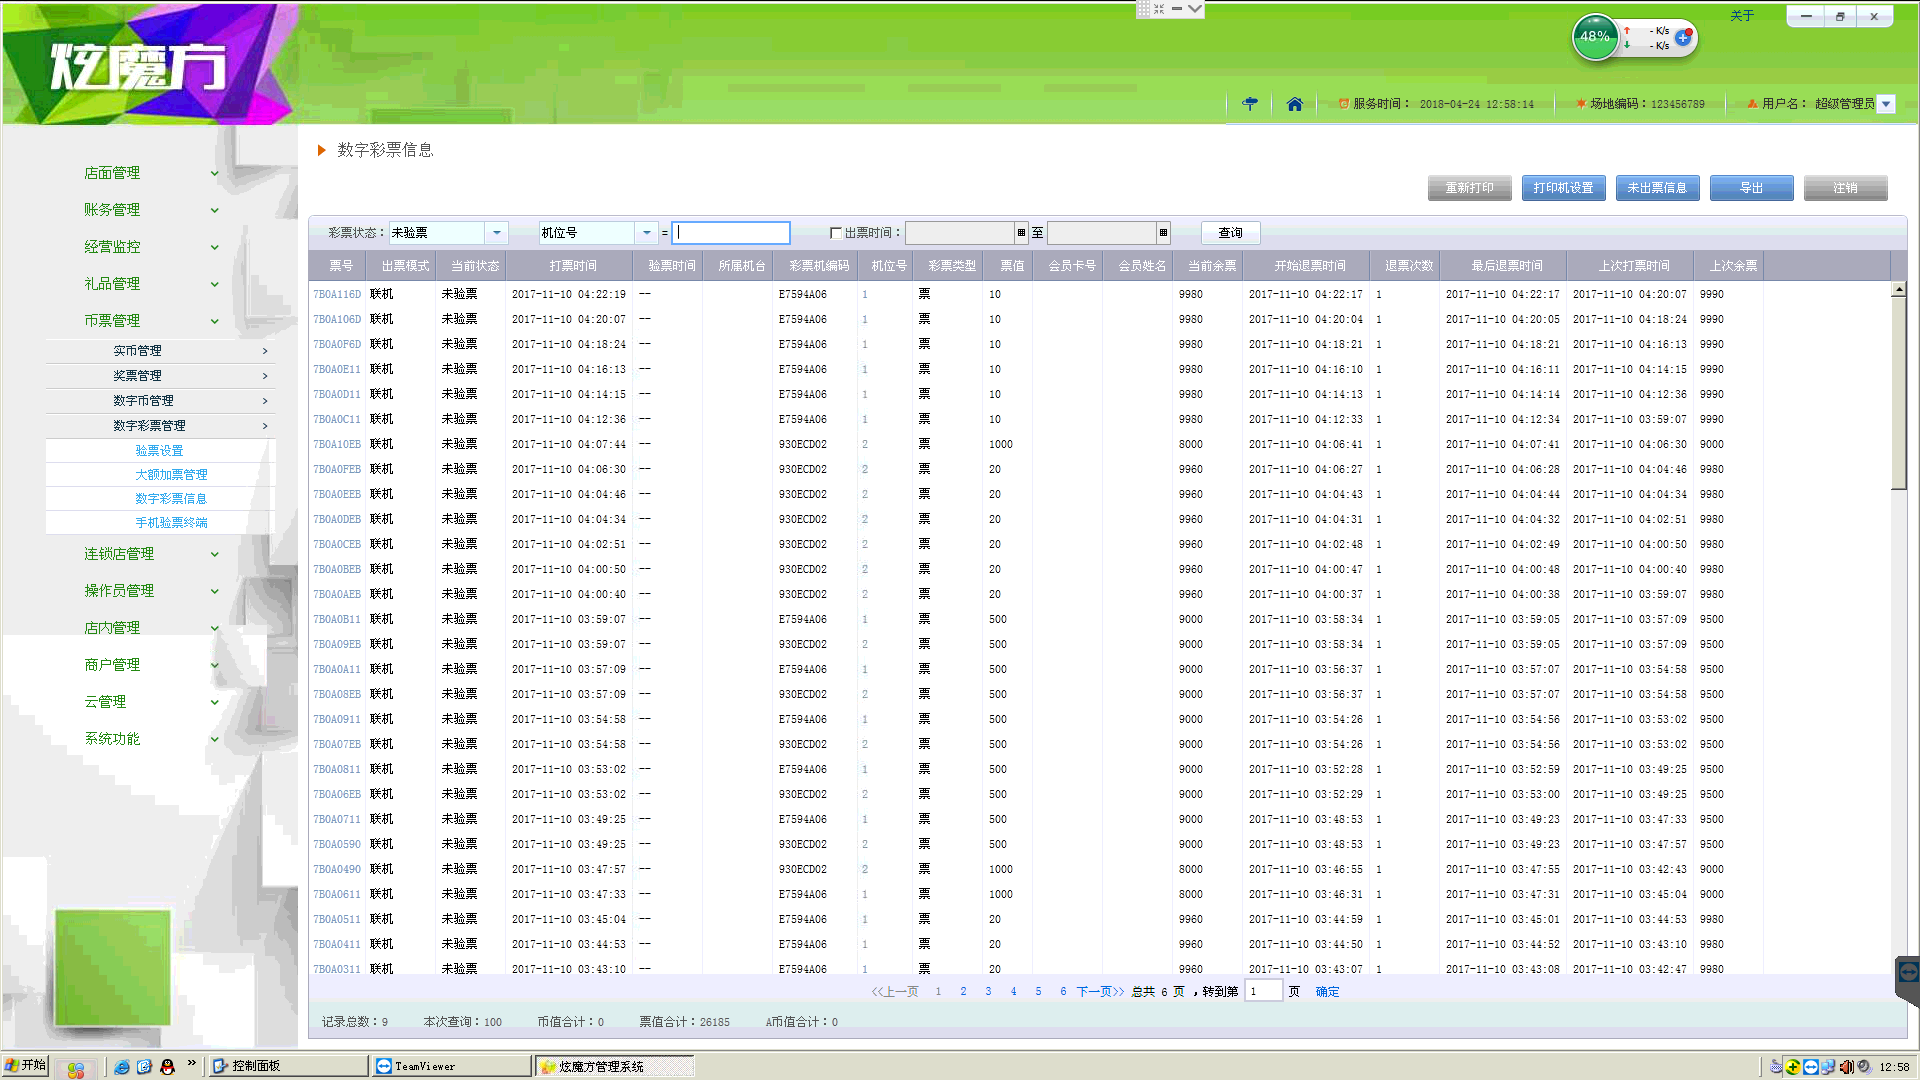 关于
48%
- K/s
- K/s
炫魔方
服务时间： 2018-04-24 12:58:14 场地编码：123456789 用户名： 超级管理员
数字彩票信息
重新打印 打印机设置 未出票信息 导出 注销
店面管理
账务管理
经营监控
礼品管理
币票管理
实币管理
奖票管理
数字币管理
数字彩票管理
验票设置
大额加票管理
数字彩票信息
手机验票终端
连锁店管理
操作员管理
店内管理
商户管理
云管理
系统功能
彩票状态： 未验票 机位号 = 出票时间： 至 查询
票号 出票模式 当前状态 打票时间 验票时间 所属机台 彩票机编码 机位号 彩票类型 票值 会员卡号 会员姓名 当前余票 开始退票时间 退票次数 最后退票时间 上次打票时间 上次余票
7B0A116D 联机 未验票 2017-11-10 04:22:19 -- E7594A06 1 票 10 9980 2017-11-10 04:22:17 1 2017-11-10 04:22:17 2017-11-10 04:20:07 9990
7B0A106D 联机 未验票 2017-11-10 04:20:07 -- E7594A06 1 票 10 9980 2017-11-10 04:20:04 1 2017-11-10 04:20:05 2017-11-10 04:18:24 9990
7B0A0F6D 联机 未验票 2017-11-10 04:18:24 -- E7594A06 1 票 10 9980 2017-11-10 04:18:21 1 2017-11-10 04:18:21 2017-11-10 04:16:13 9990
7B0A0E11 联机 未验票 2017-11-10 04:16:13 -- E7594A06 1 票 10 9980 2017-11-10 04:16:10 1 2017-11-10 04:16:11 2017-11-10 04:14:15 9990
7B0A0D11 联机 未验票 2017-11-10 04:14:15 -- E7594A06 1 票 10 9980 2017-11-10 04:14:13 1 2017-11-10 04:14:14 2017-11-10 04:12:36 9990
7B0A0C11 联机 未验票 2017-11-10 04:12:36 -- E7594A06 1 票 10 9980 2017-11-10 04:12:33 1 2017-11-10 04:12:34 2017-11-10 03:59:07 9990
7B0A10EB 联机 未验票 2017-11-10 04:07:44 -- 930ECD02 2 票 1000 8000 2017-11-10 04:06:41 1 2017-11-10 04:07:41 2017-11-10 04:06:30 9000
7B0A0FEB 联机 未验票 2017-11-10 04:06:30 -- 930ECD02 2 票 20 9960 2017-11-10 04:06:27 1 2017-11-10 04:06:28 2017-11-10 04:04:46 9980
7B0A0EEB 联机 未验票 2017-11-10 04:04:46 -- 930ECD02 2 票 20 9960 2017-11-10 04:04:43 1 2017-11-10 04:04:44 2017-11-10 04:04:34 9980
7B0A0DEB 联机 未验票 2017-11-10 04:04:34 -- 930ECD02 2 票 20 9960 2017-11-10 04:04:31 1 2017-11-10 04:04:32 2017-11-10 04:02:51 9980
7B0A0CEB 联机 未验票 2017-11-10 04:02:51 -- 930ECD02 2 票 20 9960 2017-11-10 04:02:48 1 2017-11-10 04:02:49 2017-11-10 04:00:50 9980
7B0A0BEB 联机 未验票 2017-11-10 04:00:50 -- 930ECD02 2 票 20 9960 2017-11-10 04:00:47 1 2017-11-10 04:00:48 2017-11-10 04:00:40 9980
7B0A0AEB 联机 未验票 2017-11-10 04:00:40 -- 930ECD02 2 票 20 9960 2017-11-10 04:00:37 1 2017-11-10 04:00:38 2017-11-10 03:59:07 9980
7B0A0B11 联机 未验票 2017-11-10 03:59:07 -- E7594A06 1 票 500 9000 2017-11-10 03:58:34 1 2017-11-10 03:59:05 2017-11-10 03:57:09 9500
7B0A09EB 联机 未验票 2017-11-10 03:59:07 -- 930ECD02 2 票 500 9000 2017-11-10 03:58:34 1 2017-11-10 03:59:05 2017-11-10 03:57:09 9500
7B0A0A11 联机 未验票 2017-11-10 03:57:09 -- E7594A06 1 票 500 9000 2017-11-10 03:56:37 1 2017-11-10 03:57:07 2017-11-10 03:54:58 9500
7B0A08EB 联机 未验票 2017-11-10 03:57:09 -- 930ECD02 2 票 500 9000 2017-11-10 03:56:37 1 2017-11-10 03:57:07 2017-11-10 03:54:58 9500
7B0A0911 联机 未验票 2017-11-10 03:54:58 -- E7594A06 1 票 500 9000 2017-11-10 03:54:26 1 2017-11-10 03:54:56 2017-11-10 03:53:02 9500
7B0A07EB 联机 未验票 2017-11-10 03:54:58 -- 930ECD02 2 票 500 9000 2017-11-10 03:54:26 1 2017-11-10 03:54:56 2017-11-10 03:53:02 9500
7B0A0811 联机 未验票 2017-11-10 03:53:02 -- E7594A06 1 票 500 9000 2017-11-10 03:52:28 1 2017-11-10 03:52:59 2017-11-10 03:49:25 9500
7B0A06EB 联机 未验票 2017-11-10 03:53:02 -- 930ECD02 2 票 500 9000 2017-11-10 03:52:29 1 2017-11-10 03:53:00 2017-11-10 03:49:25 9500
7B0A0711 联机 未验票 2017-11-10 03:49:25 -- E7594A06 1 票 500 9000 2017-11-10 03:48:53 1 2017-11-10 03:49:23 2017-11-10 03:47:33 9500
7B0A0590 联机 未验票 2017-11-10 03:49:25 -- 930ECD02 2 票 500 9000 2017-11-10 03:48:53 1 2017-11-10 03:49:23 2017-11-10 03:47:57 9500
7B0A0490 联机 未验票 2017-11-10 03:47:57 -- 930ECD02 2 票 1000 8000 2017-11-10 03:46:55 1 2017-11-10 03:47:55 2017-11-10 03:42:43 9000
7B0A0611 联机 未验票 2017-11-10 03:47:33 -- E7594A06 1 票 1000 8000 2017-11-10 03:46:31 1 2017-11-10 03:47:31 2017-11-10 03:45:04 9000
7B0A0511 联机 未验票 2017-11-10 03:45:04 -- E7594A06 1 票 20 9960 2017-11-10 03:44:59 1 2017-11-10 03:45:01 2017-11-10 03:44:53 9980
7B0A0411 联机 未验票 2017-11-10 03:44:53 -- E7594A06 1 票 20 9960 2017-11-10 03:44:50 1 2017-11-10 03:44:52 2017-11-10 03:43:10 9980
7B0A0311 联机 未验票 2017-11-10 03:43:10 -- E7594A06 1 票 20 9960 2017-11-10 03:43:07 1 2017-11-10 03:43:08 2017-11-10 03:42:47 9980
<<上一页 1 2 3 4 5 6 下一页>> 总共 6 页 ，转到第 1 页 确定
记录总数：9 本次查询：100 币值合计：0 票值合计：26185 A币值合计：0
开始 控制面板 TeamViewer 炫魔方管理系统 12:58